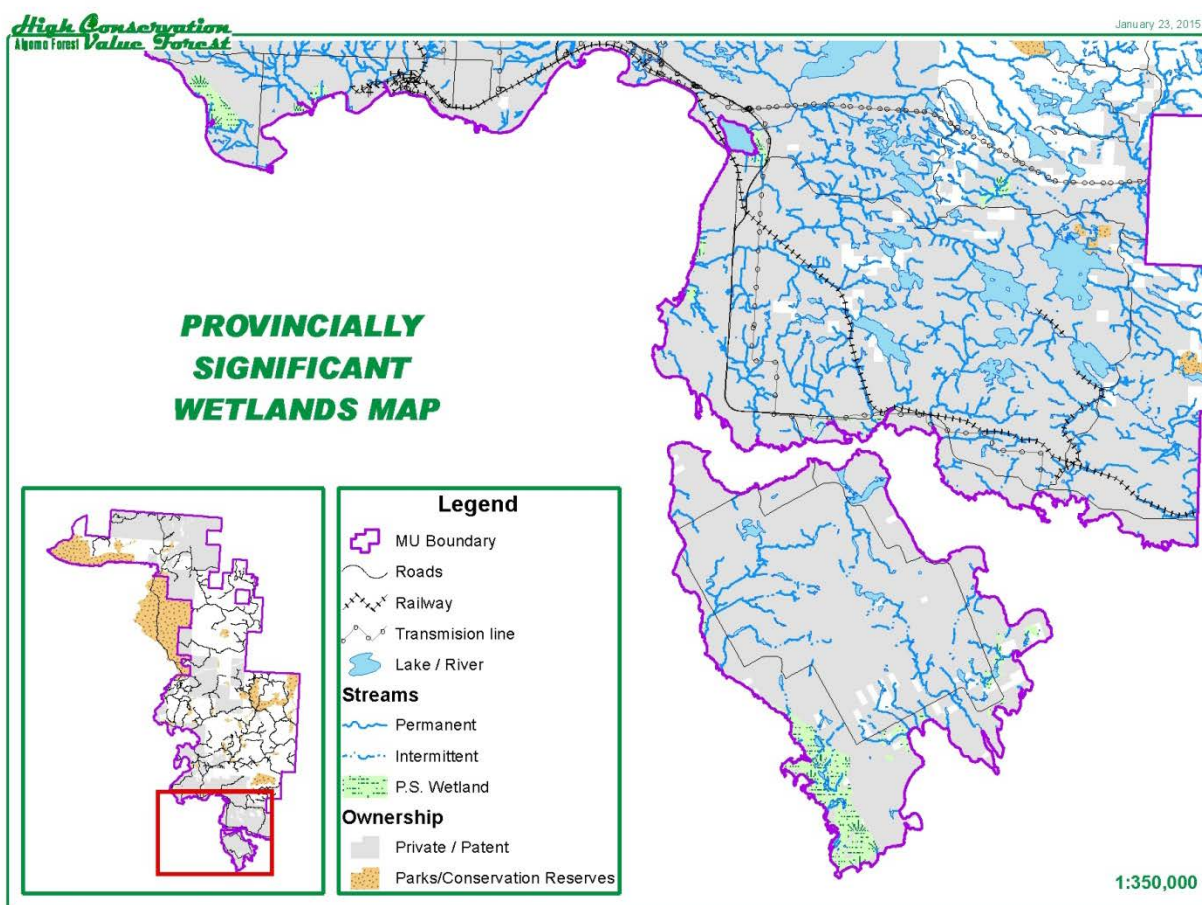 High Conservation
Algoma Forest Value Forest
January 23, 2015
PROVINCIALLY
SIGNIFICANT
WETLANDS MAP
Legend
MU Boundary
Roads
Railway
Transmision line
Lake / River
Streams
Permanent
Intermittent
P.S. Wetland
Ownership
Private / Patent
Parks/Conservation Reserves
1:350,000